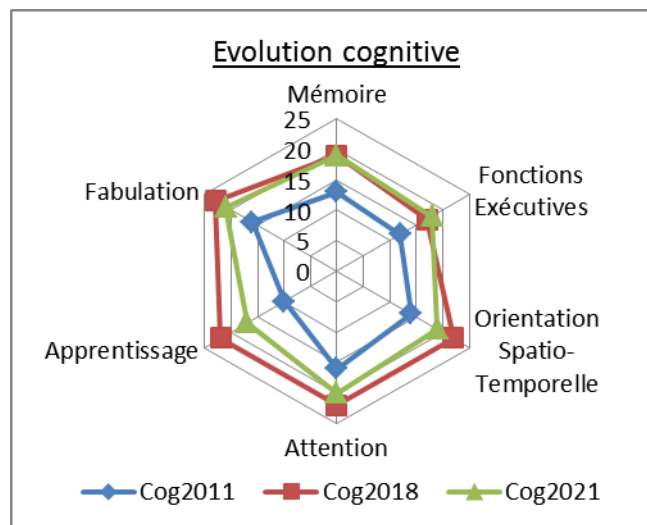 Evolution cognitive
Mémoire
25
20
15
10
5
0
Fonctions
Exécutives
Orientation
Spatio-
Temporelle
Attention
Apprentissage
Fabulation
Cog2011 Cog2018 Cog2021